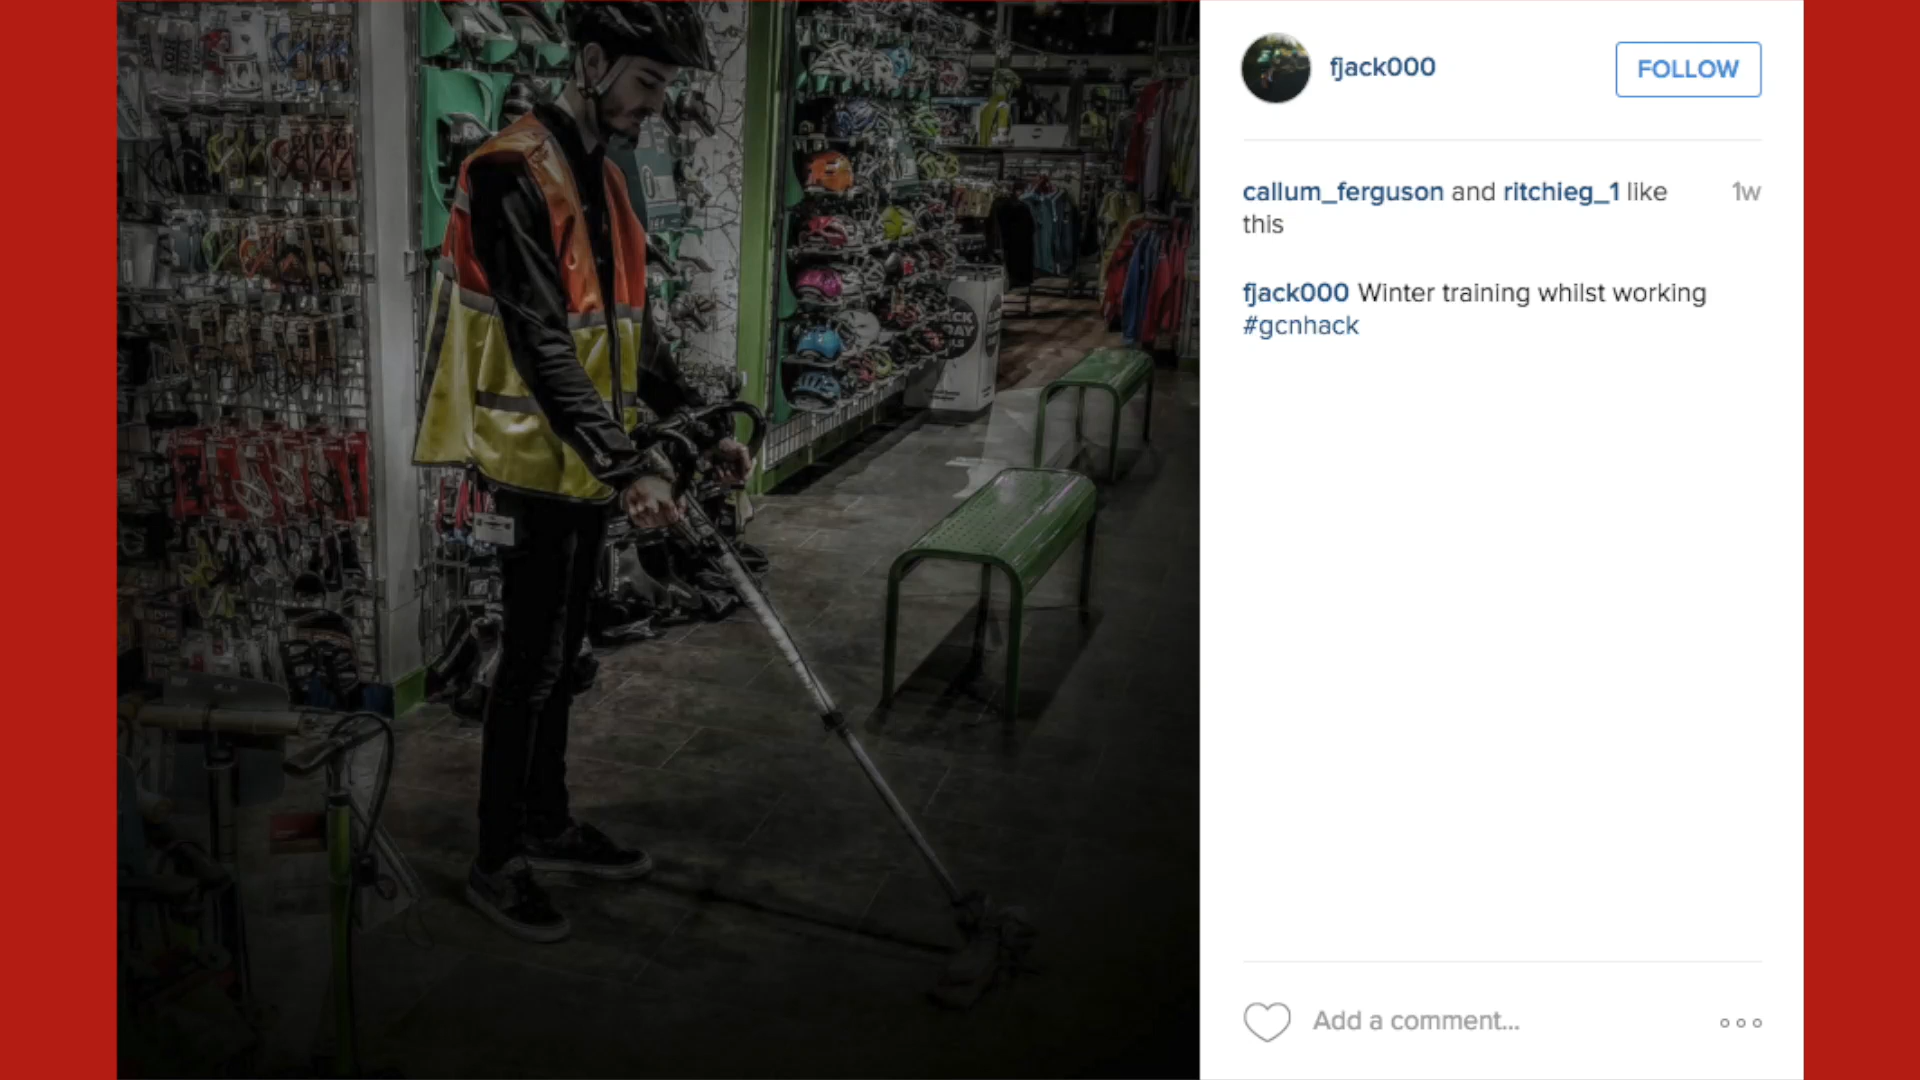 fjack000
FOLLOW
callum_ferguson and ritchieg_1 like
1w
this
fjack000 Winter training whilst working
#gcnhack
Add a comment...